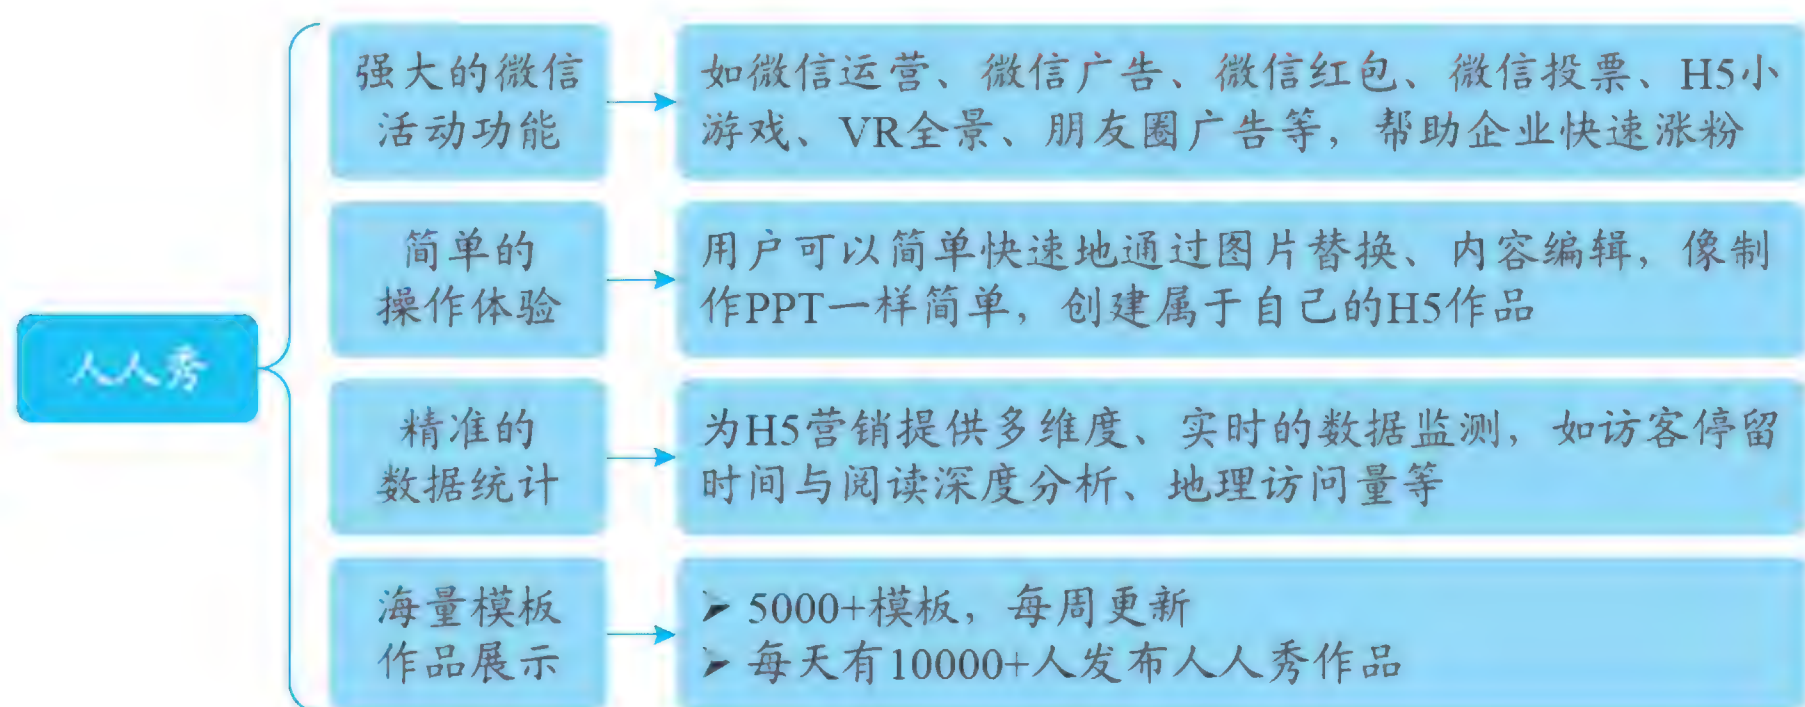 人人秀
强大的微信
活动功能
如微信运营、微信广告、微信红包、微信投票、H5小
游戏、VR全景、朋友圈广告等，帮助企业快速涨粉
简单的
操作体验
用户可以简单快速地通过图片替换、内容编辑，像制
作PPT一样简单，创建属于自己的H5作品
精准的
数据统计
为H5营销提供多维度、实时的数据监测，如访客停留
时间与阅读深度分析、地理访问量等
海量模板
作品展示
➢ 5000+模板，每周更新
➢ 每天有10000+人发布人人秀作品